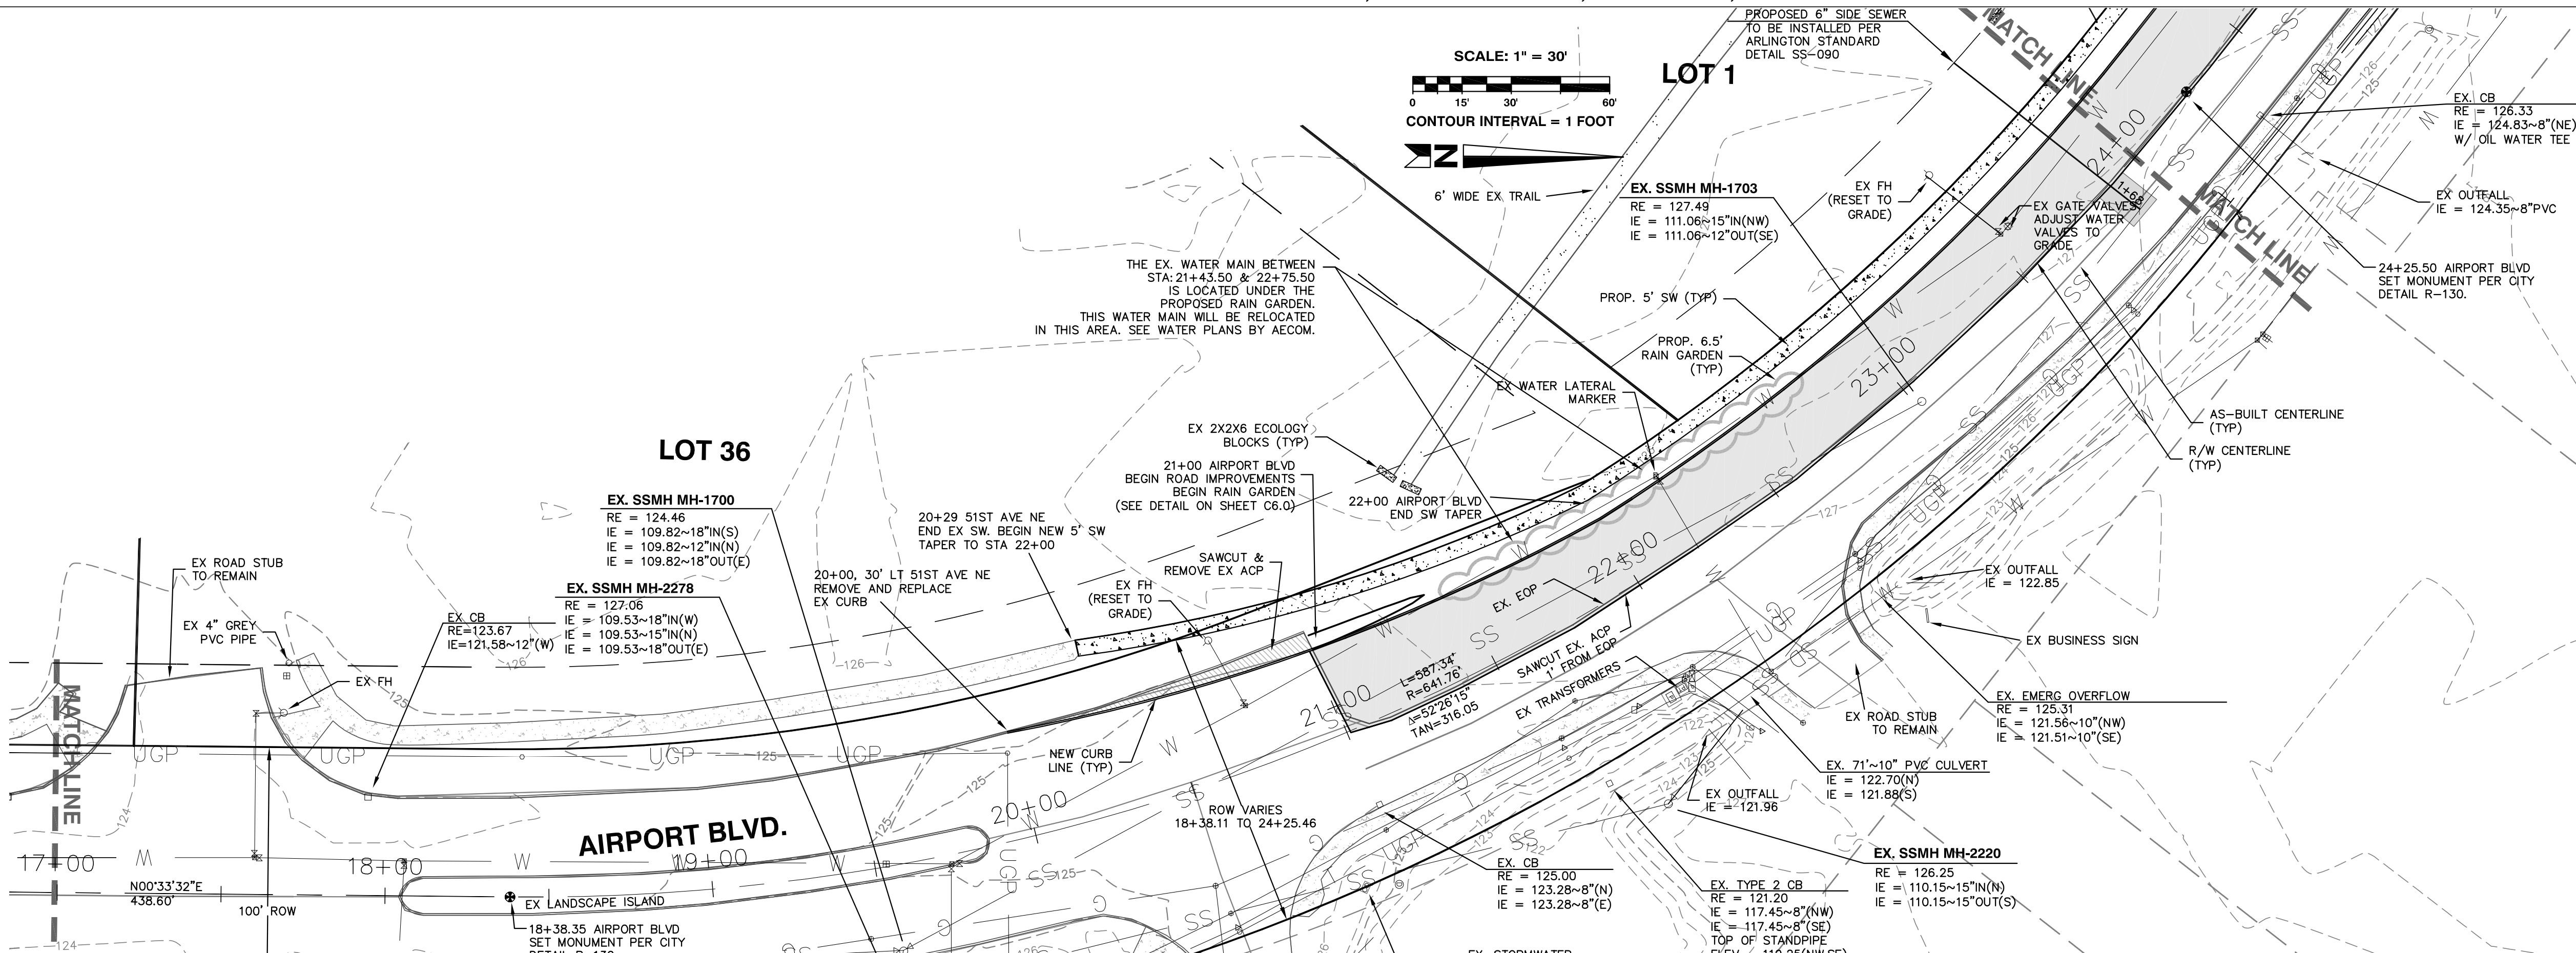 PROPOSED 6" SIDE SEWER
TO BE INSTALLED PER
ARLINGTON STANDARD
DETAIL SS-090
SCALE: 1" = 30'
0 15' 30' 60'
CONTOUR INTERVAL = 1 FOOT
N
LOT 1
MATCH LINE
6' WIDE EX TRAIL
EX. SSMH MH-1703
RE = 127.49
IE = 111.06~15"IN(NW)
IE = 111.06~12"OUT(SE)
EX FH
(RESET TO
GRADE)
EX GATE VALVES
ADJUST WATER
VALVES TO
GRADE
24+00
MATCH LINE
EX. CB
RE = 126.33
IE = 124.83~8"(NE)
W/ OIL WATER TEE
EX OUTFALL
IE = 124.35~8"PVC
24+25.50 AIRPORT BLVD
SET MONUMENT PER CITY
DETAIL R-130.
THE EX. WATER MAIN BETWEEN
STA:21+43.50 & 22+75.50
IS LOCATED UNDER THE
PROPOSED RAIN GARDEN.
THIS WATER MAIN WILL BE RELOCATED
IN THIS AREA. SEE WATER PLANS BY AECOM.
PROP. 5' SW (TYP)
PROP. 6.5'
RAIN GARDEN
(TYP)
EX WATER LATERAL
MARKER
23+00
AS-BUILT CENTERLINE
(TYP)
R/W CENTERLINE
(TYP)
EX 2X2X6 ECOLOGY
BLOCKS (TYP)
21+00 AIRPORT BLVD
BEGIN ROAD IMPROVEMENTS
BEGIN RAIN GARDEN
(SEE DETAIL ON SHEET C6.0)
22+00 AIRPORT BLVD
END SW TAPER
LOT 36
EX. SSMH MH-1700
RE = 124.46
IE = 109.82~18"IN(S)
IE = 109.82~12"IN(N)
IE = 109.82~18"OUT(E)
20+29 51ST AVE NE
END EX SW. BEGIN NEW 5' SW
TAPER TO STA 22+00
SAWCUT &
REMOVE EX ACP
EX ROAD STUB
TO REMAIN
EX 4" GREY
PVC PIPE
EX FH
EX CB
RE=123.67
IE=121.58~12"(W)
EX. SSMH MH-2278
RE = 127.06
IE = 109.53~18"IN(W)
IE = 109.53~15"IN(N)
IE = 109.53~18"OUT(E)
20+00, 30' LT 51ST AVE NE
REMOVE AND REPLACE
EX CURB
EX FH
(RESET TO
GRADE)
22+00
EX. EOP
SAWCUT EX. ACP
1' FROM EOP
EX TRANSFORMERS
L=587.34'
R=641.76'
Δ=52°26'15"
TAN=316.05
21+00
EX OUTFALL
IE = 122.85
EX BUSINESS SIGN
EX. EMERG OVERFLOW
RE = 125.31
IE = 121.56~10"(NW)
IE = 121.51~10"(SE)
EX ROAD STUB
TO REMAIN
EX. 71'~10" PVC CULVERT
IE = 122.70(N)
IE = 121.88(S)
EX OUTFALL
IE = 121.96
NEW CURB
LINE (TYP)
MATCH LINE
AIRPORT BLVD.
17+00
18+00
19+00
20+00
ROW VARIES
18+38.11 TO 24+25.46
N00°33'32"E
438.60'
100' ROW
EX LANDSCAPE ISLAND
18+38.35 AIRPORT BLVD
SET MONUMENT PER CITY
EX. CB
RE = 125.00
IE = 123.28~8"(N)
IE = 123.28~8"(E)
EX. TYPE 2 CB
RE = 121.20
IE = 117.45~8"(NW)
IE = 117.45~8"(SE)
TOP OF STANDPIPE
EX. SSMH MH-2220
RE = 126.25
IE = 110.15~15"IN(N)
IE = 110.15~15"OUT(S)
EX. STORMWATER